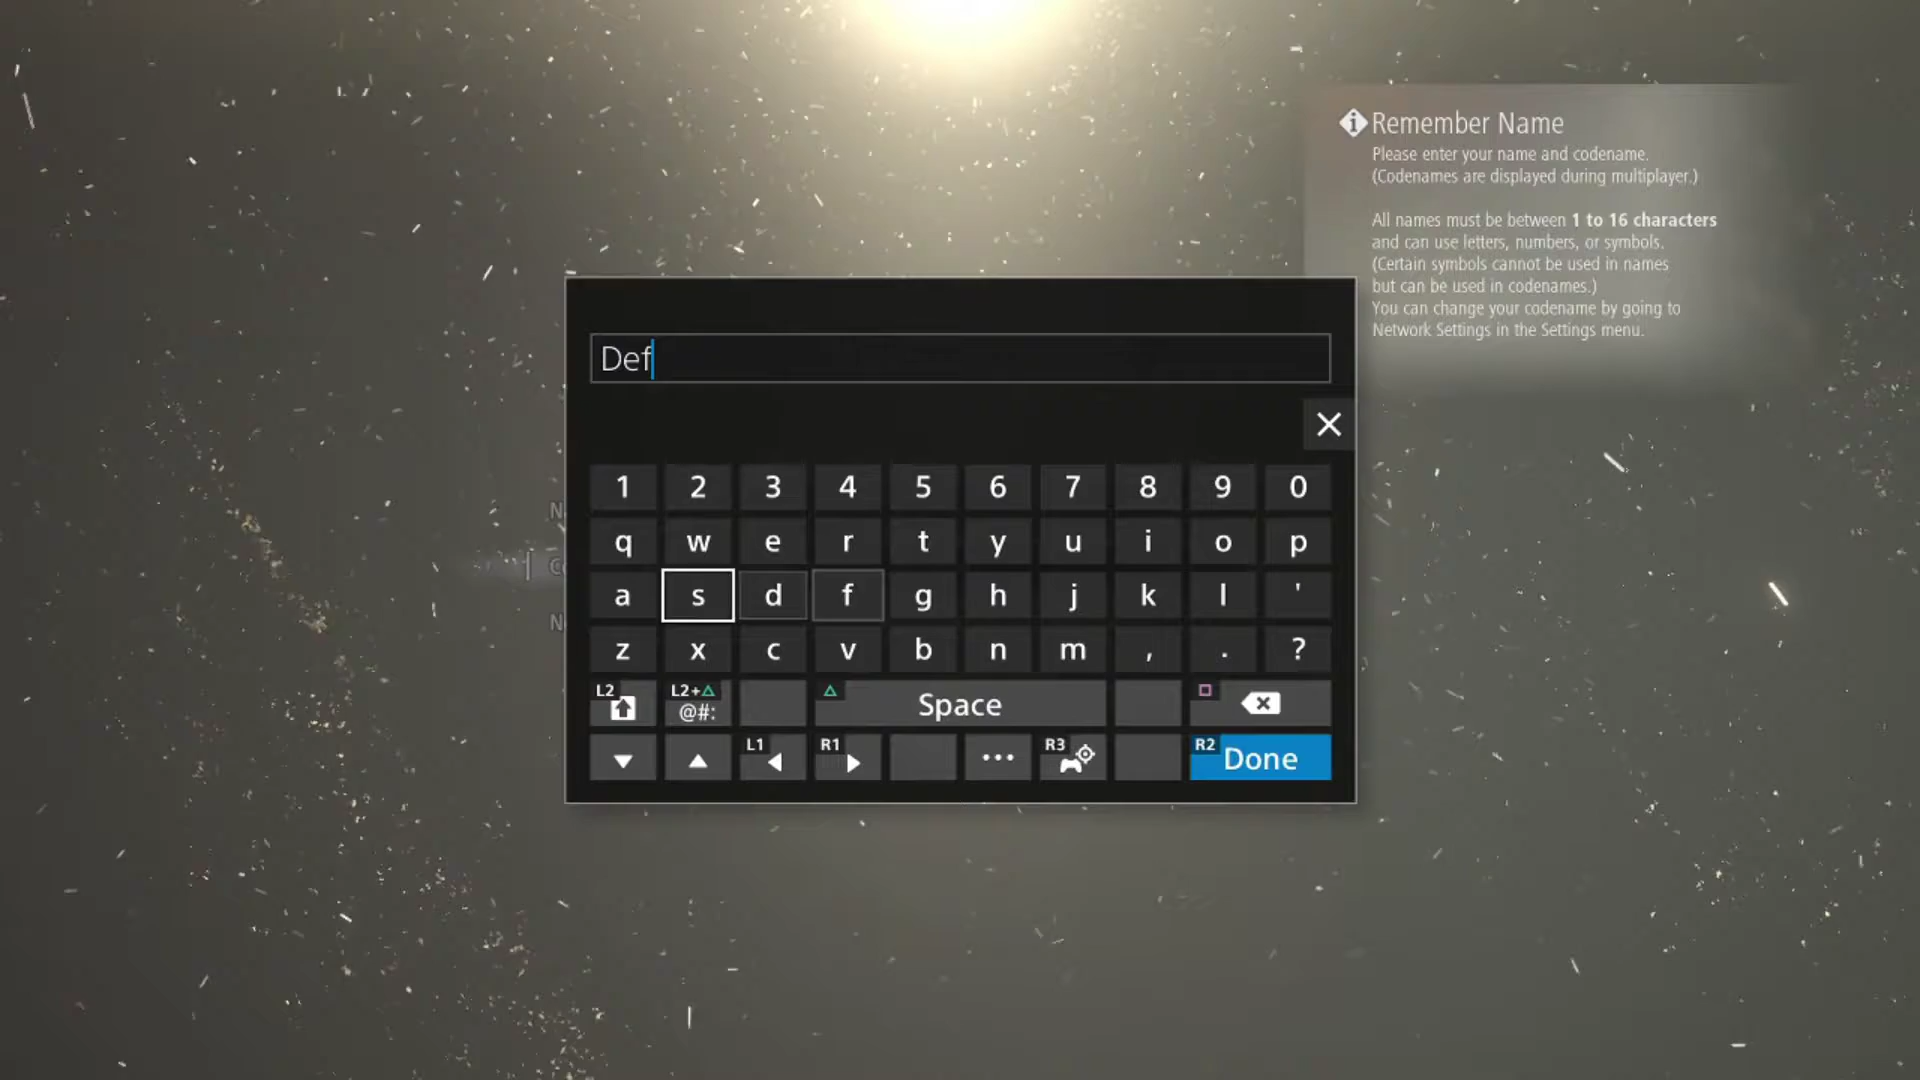 Remember Name
Please enter your name and codename.
(Codenames are displayed during multiplayer.)
All names must be between 1 to 16 characters
and can use letters, numbers, or symbols.
(Certain symbols cannot be used in names
but can be used in codenames.)
You can change your codename by going to
Network Settings in the Settings menu.
Def
1 2 3 4 5 6 7 8 9 0
q w e r t y u i o p
a s d f g h j k l '
z x c v b n m , . ?
L2 L2+△ @#: △ Space □
L1 R1 ... R3 R2 Done